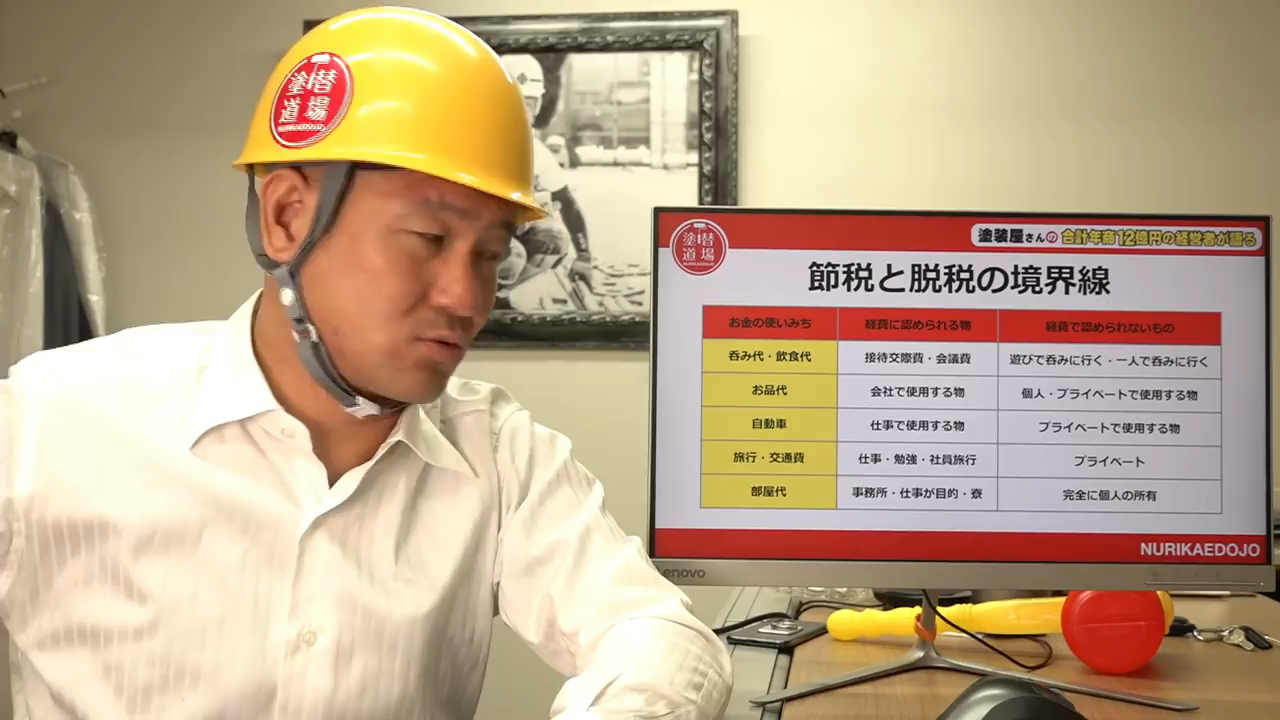 塗替
道場
NURIKAEDOJO
塗替
道場
NURIKAEDOJO
塗装屋さんの 合計年商12億円の経営者が語る
節税と脱税の境界線
お金の使いみち 経費に認められる物 経費で認められないもの
呑み代・飲食代 接待交際費・会議費 遊びで呑みに行く・一人で呑みに行く
お品代 会社で使用する物 個人・プライベートで使用する物
自動車 仕事で使用する物 プライベートで使用する物
旅行・交通費 仕事・勉強・社員旅行 プライベート
部屋代 事務所・仕事が目的・寮 完全に個人の所有
NURIKAEDOJO
Lenovo